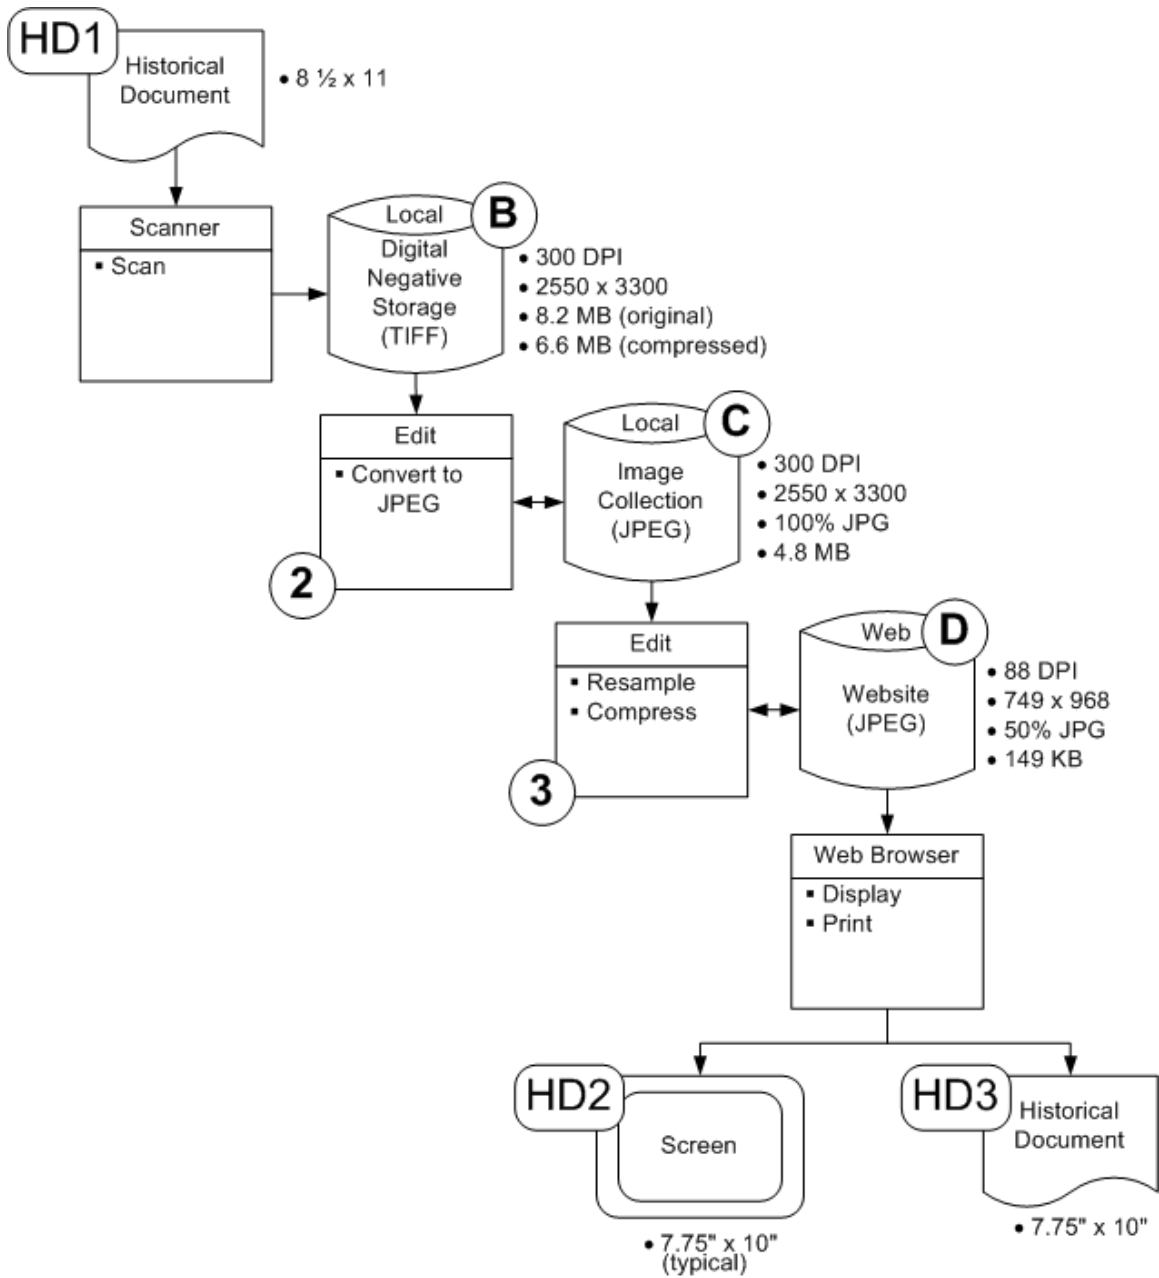 HD1
Historical
Document
• 8 ½ x 11
Scanner
▪ Scan
Local
B
Digital
Negative
Storage
(TIFF)
• 300 DPI
• 2550 x 3300
• 8.2 MB (original)
• 6.6 MB (compressed)
Edit
▪ Convert to
JPEG
2
Local
C
Image
Collection
(JPEG)
• 300 DPI
• 2550 x 3300
• 100% JPG
• 4.8 MB
Edit
▪ Resample
▪ Compress
3
Web
D
Website
(JPEG)
• 88 DPI
• 749 x 968
• 50% JPG
• 149 KB
Web Browser
▪ Display
▪ Print
HD2
Screen
• 7.75" x 10"
(typical)
HD3
Historical
Document
• 7.75" x 10"